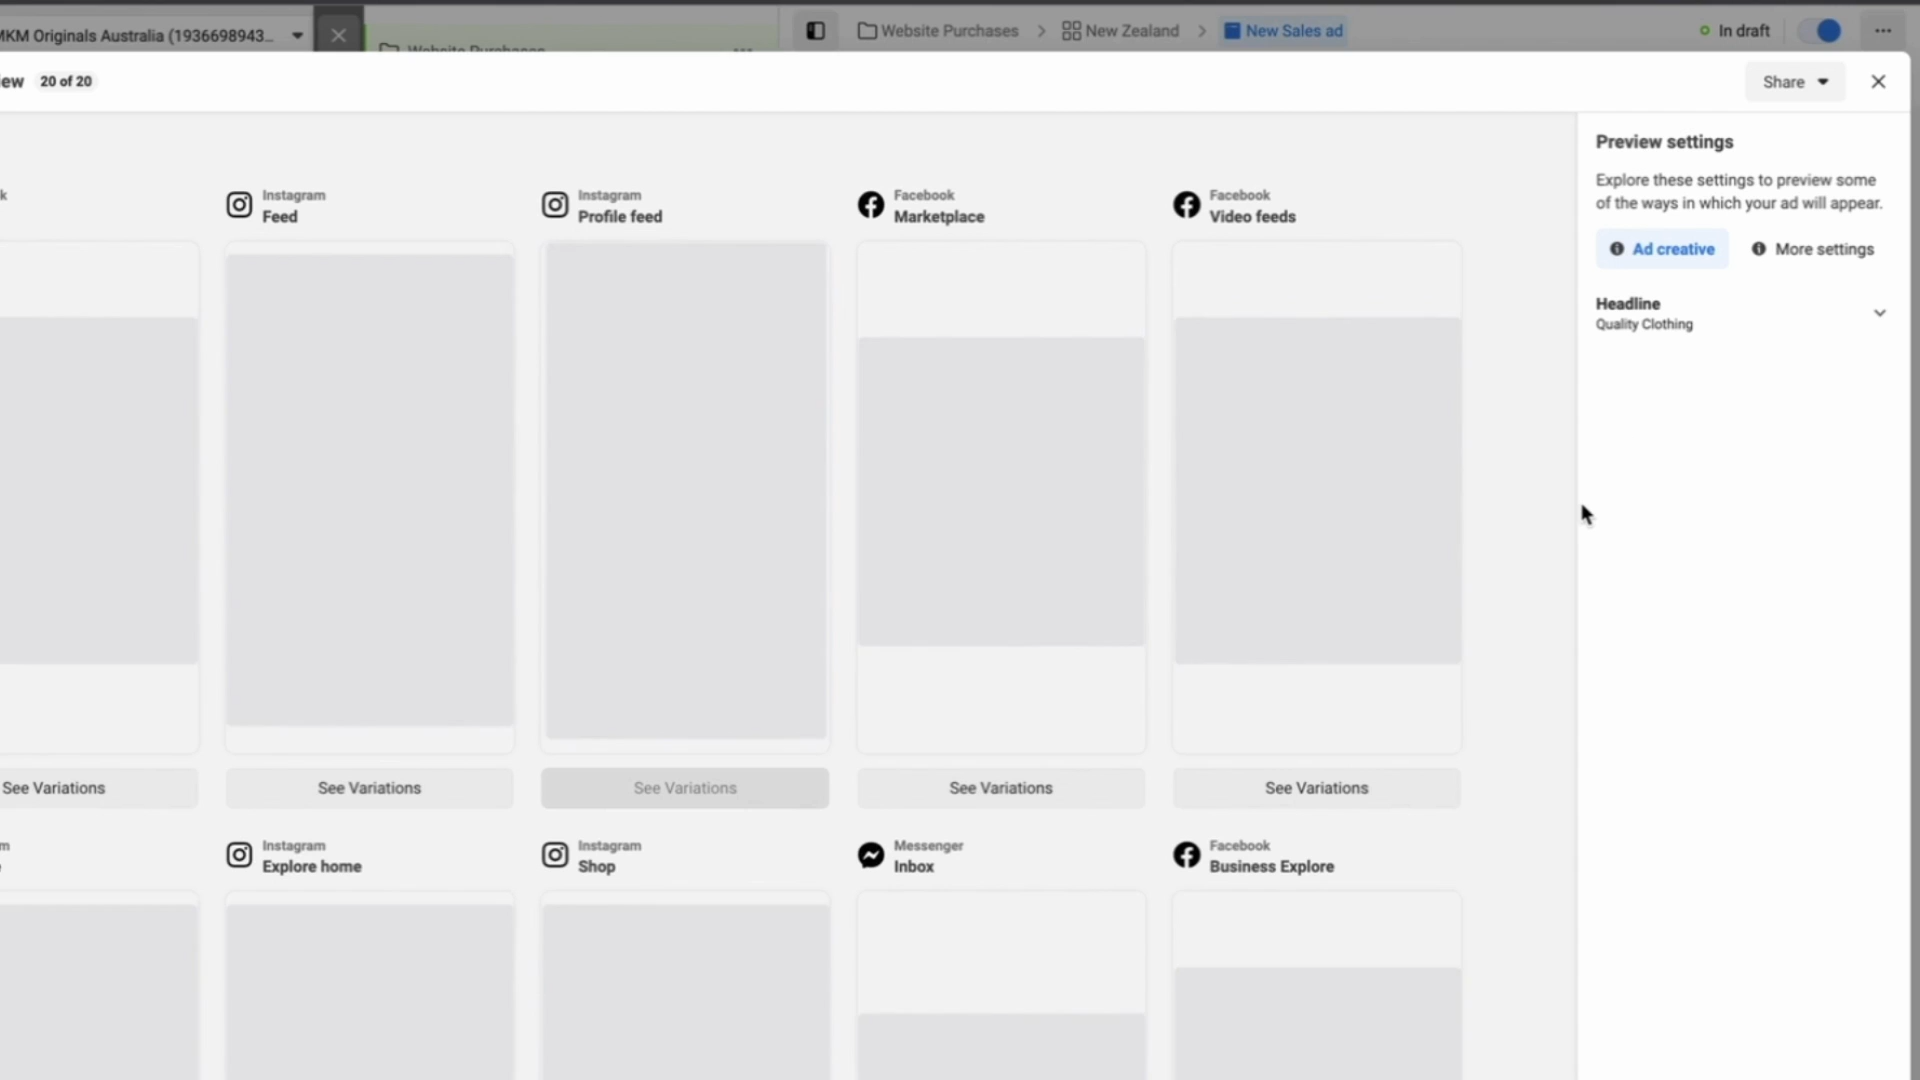 MKM Originals Australia (1936698943...
Website Purchases
Website Purchases
New Zealand
New Sales ad
In draft
20 of 20
Share
Preview settings
Explore these settings to preview some
of the ways in which your ad will appear.
Ad creative
More settings
Headline
Quality Clothing
Instagram
Feed
Instagram
Profile feed
Facebook
Marketplace
Facebook
Video feeds
See Variations
See Variations
See Variations
See Variations
See Variations
Instagram
Explore home
Instagram
Shop
Messenger
Inbox
Facebook
Business Explore